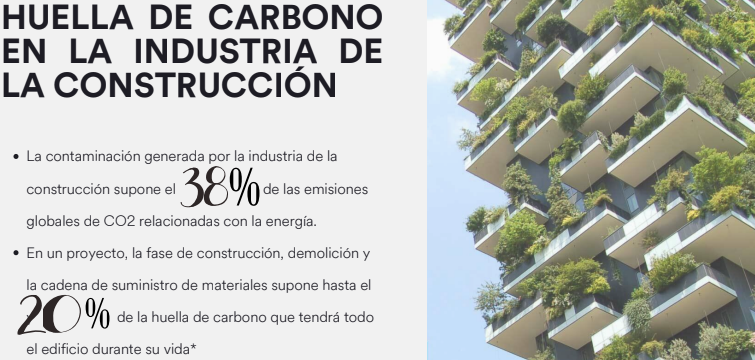 HUELLA DE CARBONO
EN LA INDUSTRIA DE
LA CONSTRUCCIÓN
• La contaminación generada por la industria de la
construcción supone el 38% de las emisiones
globales de CO2 relacionadas con la energía.
• En un proyecto, la fase de construcción, demolición y
la cadena de suministro de materiales supone hasta el
20% de la huella de carbono que tendrá todo
el edificio durante su vida*